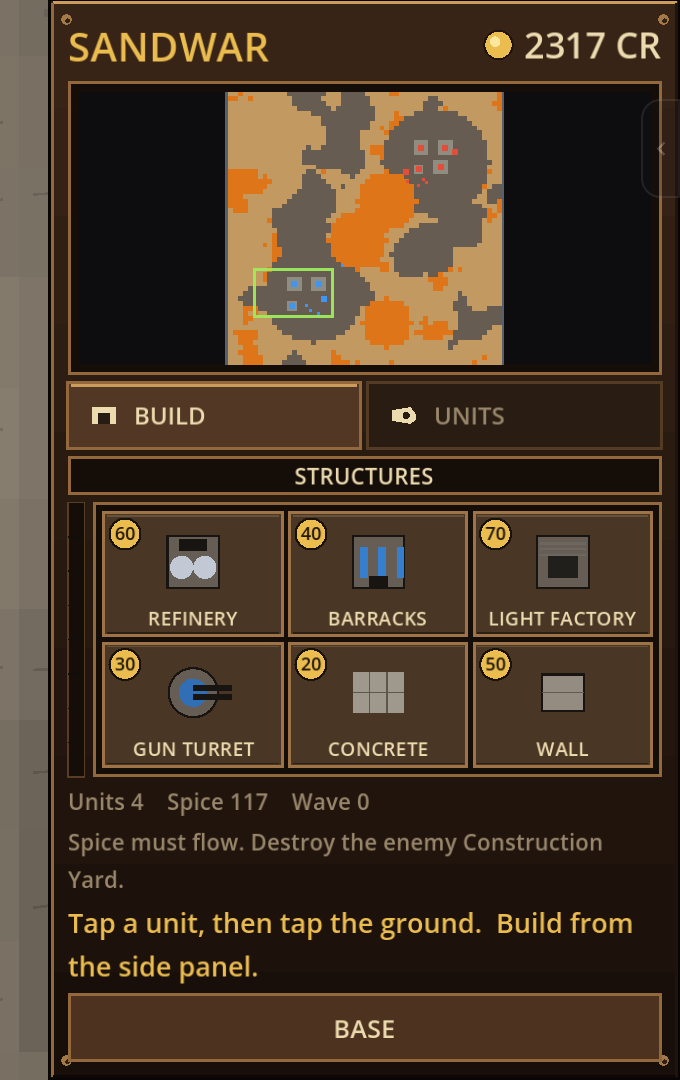 SANDWAR
2317 CR
BUILD
UNITS
STRUCTURES
60
40
70
REFINERY
BARRACKS
LIGHT FACTORY
30
20
50
GUN TURRET
CONCRETE
WALL
Units 4 Spice 117 Wave 0
Spice must flow. Destroy the enemy Construction
Yard.
Tap a unit, then tap the ground. Build from
the side panel.
BASE